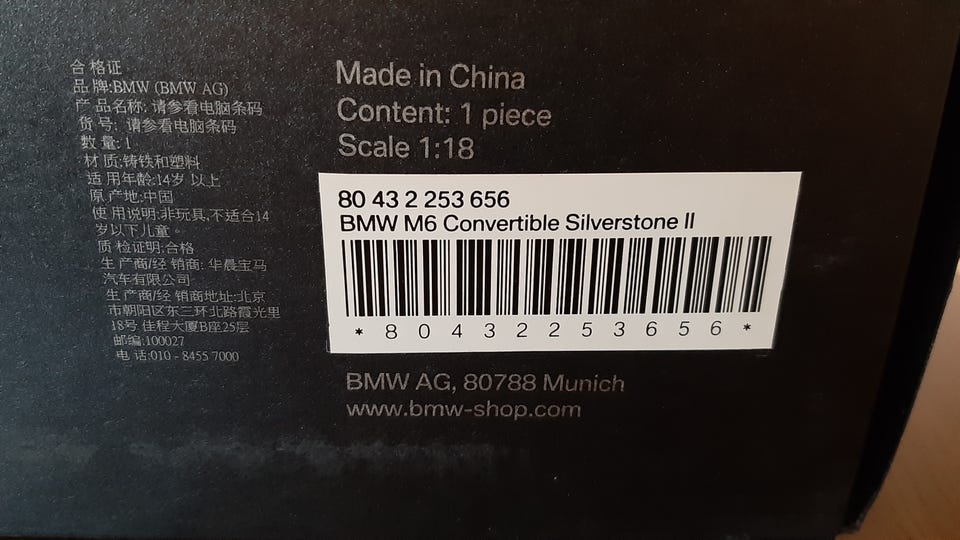 合格证
品 牌:BMW (BMW AG)
产 品名称: 请参看电脑条码
货 号: 请参看电脑条码
数 量: 1
材 质:铸铁和塑料
适 用年龄:14岁 以上
原 产地:中国
使 用说明:非玩具,不适合14
岁以下儿童。
质 检证明:合格
生 产商/经 销商: 华晨宝马
汽车有限公司
生 产商/经 销商地址:北京
市朝阳区东三环北路霞光里
18号 佳程大厦B座25层
邮编:100027
电 话:010 - 8455 7000
Made in China
Content: 1 piece
Scale 1:18
80 43 2 253 656
BMW M6 Convertible Silverstone II
* 8 0 4 3 2 2 5 3 6 5 6 *
BMW AG, 80788 Munich
www.bmw-shop.com